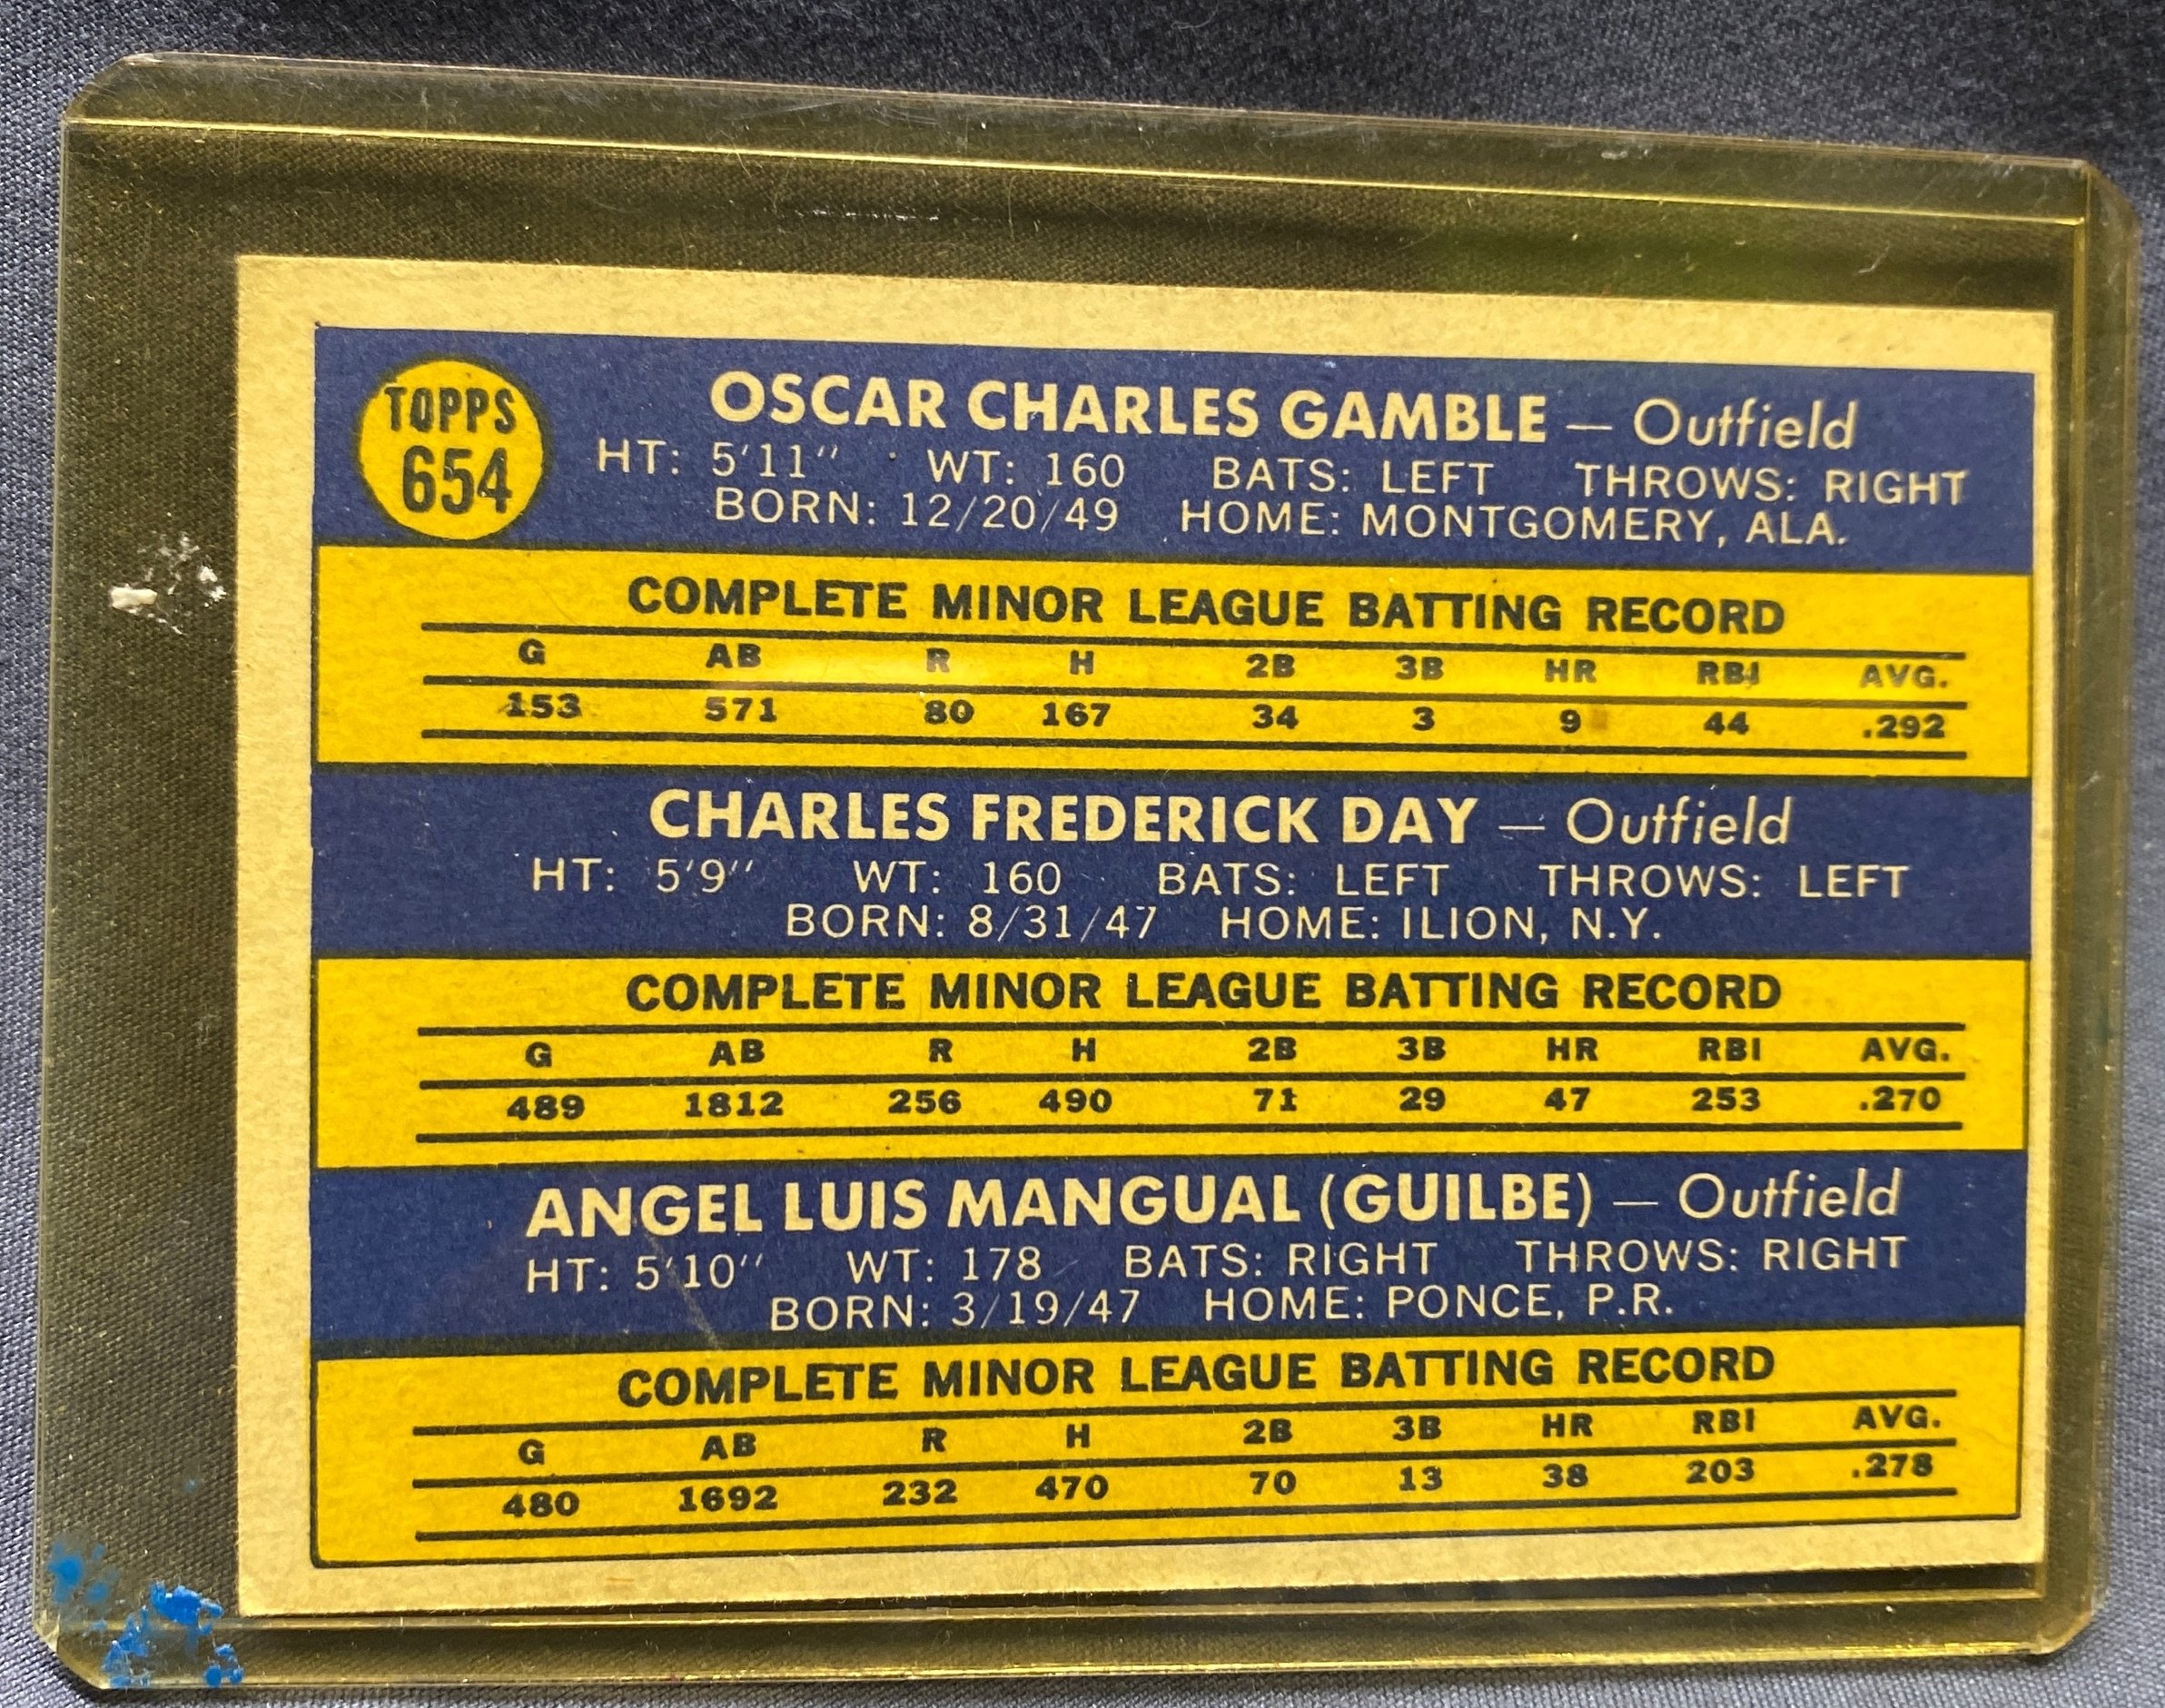 TOPPS
654
OSCAR CHARLES GAMBLE — Outfield
HT: 5'11" WT: 160 BATS: LEFT THROWS: RIGHT
BORN: 12/20/49 HOME: MONTGOMERY, ALA.
COMPLETE MINOR LEAGUE BATTING RECORD
G AB R H 2B 3B HR RBI AVG.
153 571 80 167 34 3 9 44 .292
CHARLES FREDERICK DAY — Outfield
HT: 5'9" WT: 160 BATS: LEFT THROWS: LEFT
BORN: 8/31/47 HOME: ILION, N.Y.
COMPLETE MINOR LEAGUE BATTING RECORD
G AB R H 2B 3B HR RBI AVG.
489 1812 256 490 71 29 47 253 .270
ANGEL LUIS MANGUAL (GUILBE) — Outfield
HT: 5'10" WT: 178 BATS: RIGHT THROWS: RIGHT
BORN: 3/19/47 HOME: PONCE, P.R.
COMPLETE MINOR LEAGUE BATTING RECORD
G AB R H 2B 3B HR RBI AVG.
480 1692 232 470 70 13 38 203 .278